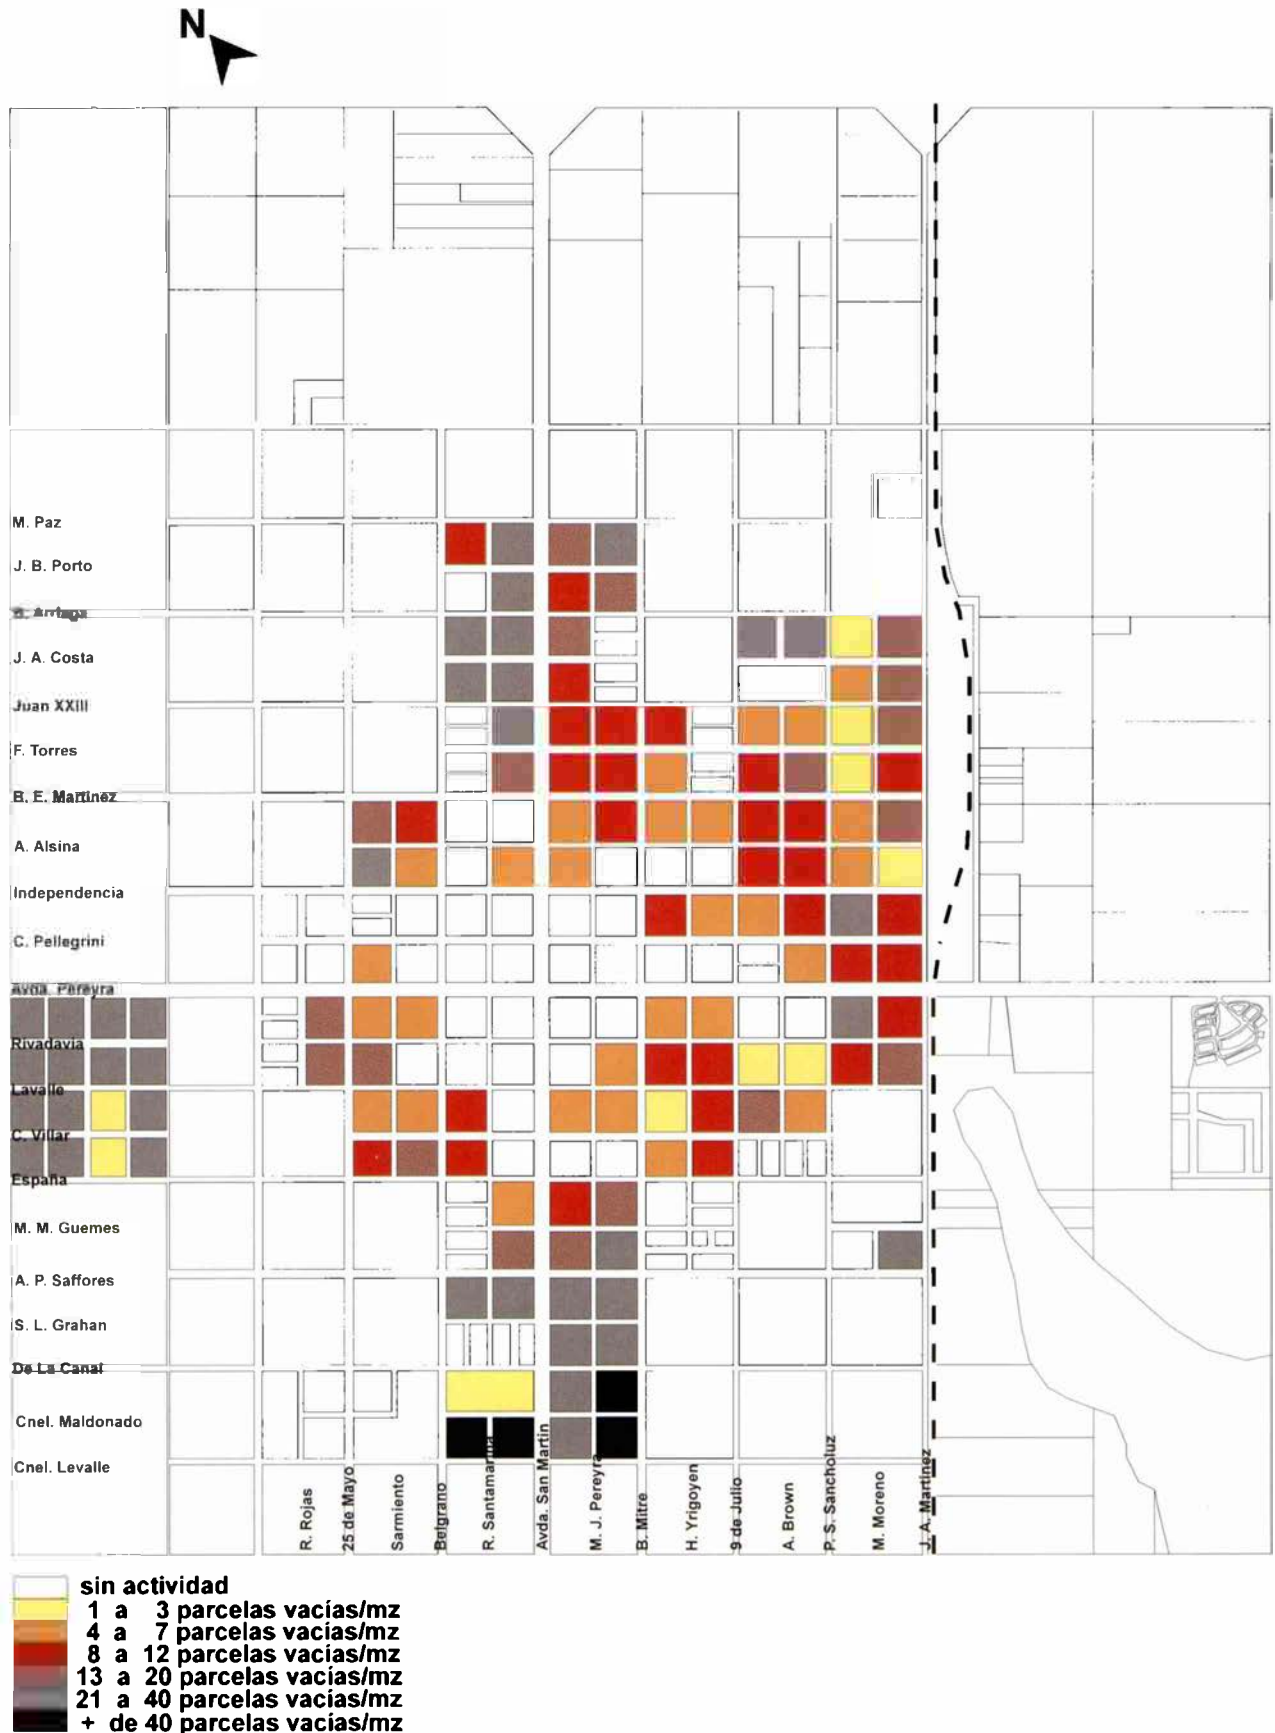 N
M. Paz
J. B. Porto
B. Arriaga
J. A. Costa
Juan XXIII
F. Torres
B. E. Martinez
A. Alsina
Independencia
C. Pellegrini
Avda. Pereyra
Rivadavia
Lavalle
C. Villar
España
M. M. Guemes
A. P. Saffores
S. L. Grahan
De La Canal
Cnel. Maldonado
Cnel. Levalle
R. Rojas
25 de Mayo
Sarmiento
Belgrano
R. Santamarina
Avda. San Martin
M. J. Pereyra
B. Mitre
H. Yrigoyen
9 de Julio
A. Brown
P. S. Sancholuz
M. Moreno
J. A. Martinez
sin actividad
1 a 3 parcelas vacías/mz
4 a 7 parcelas vacías/mz
8 a 12 parcelas vacías/mz
13 a 20 parcelas vacías/mz
21 a 40 parcelas vacías/mz
+ de 40 parcelas vacías/mz